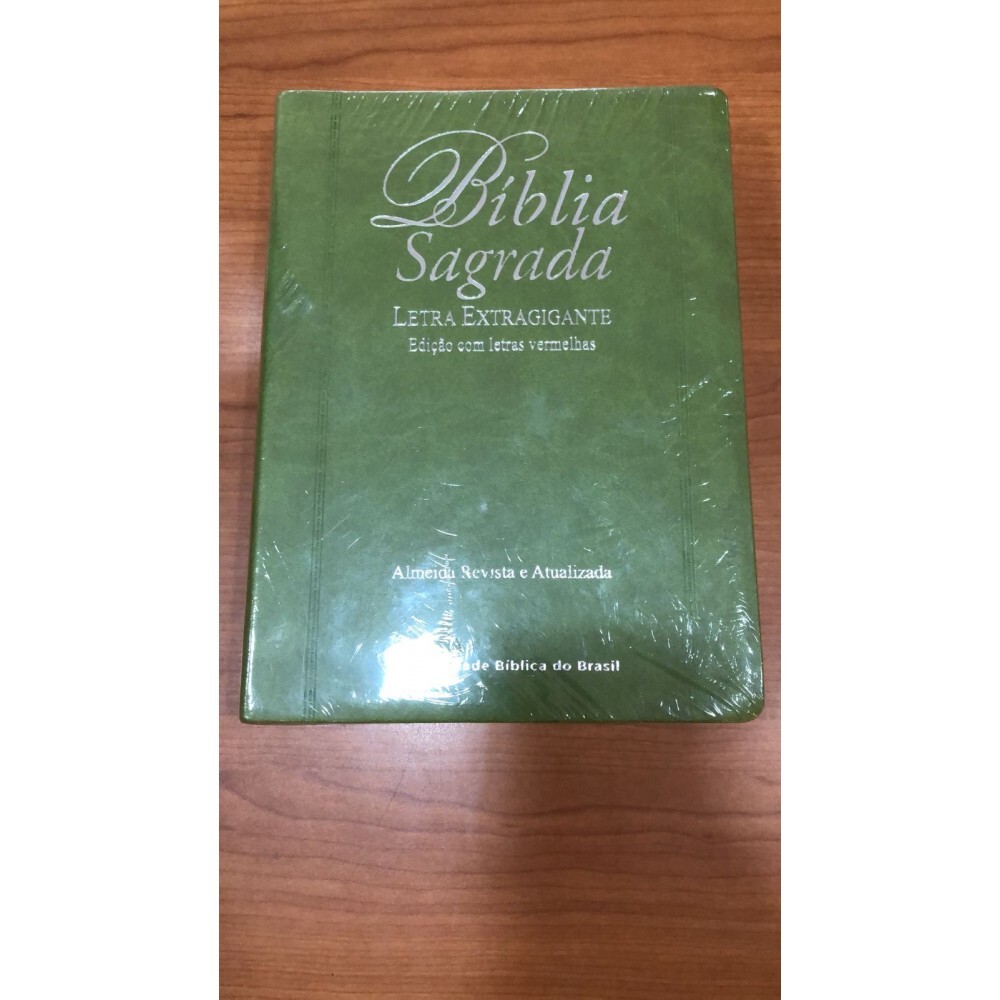 Bíblia
Sagrada
LETRA EXTRAGIGANTE
Edição com letras vermelhas
Almeida Revista e Atualizada
Bíblica do Brasil